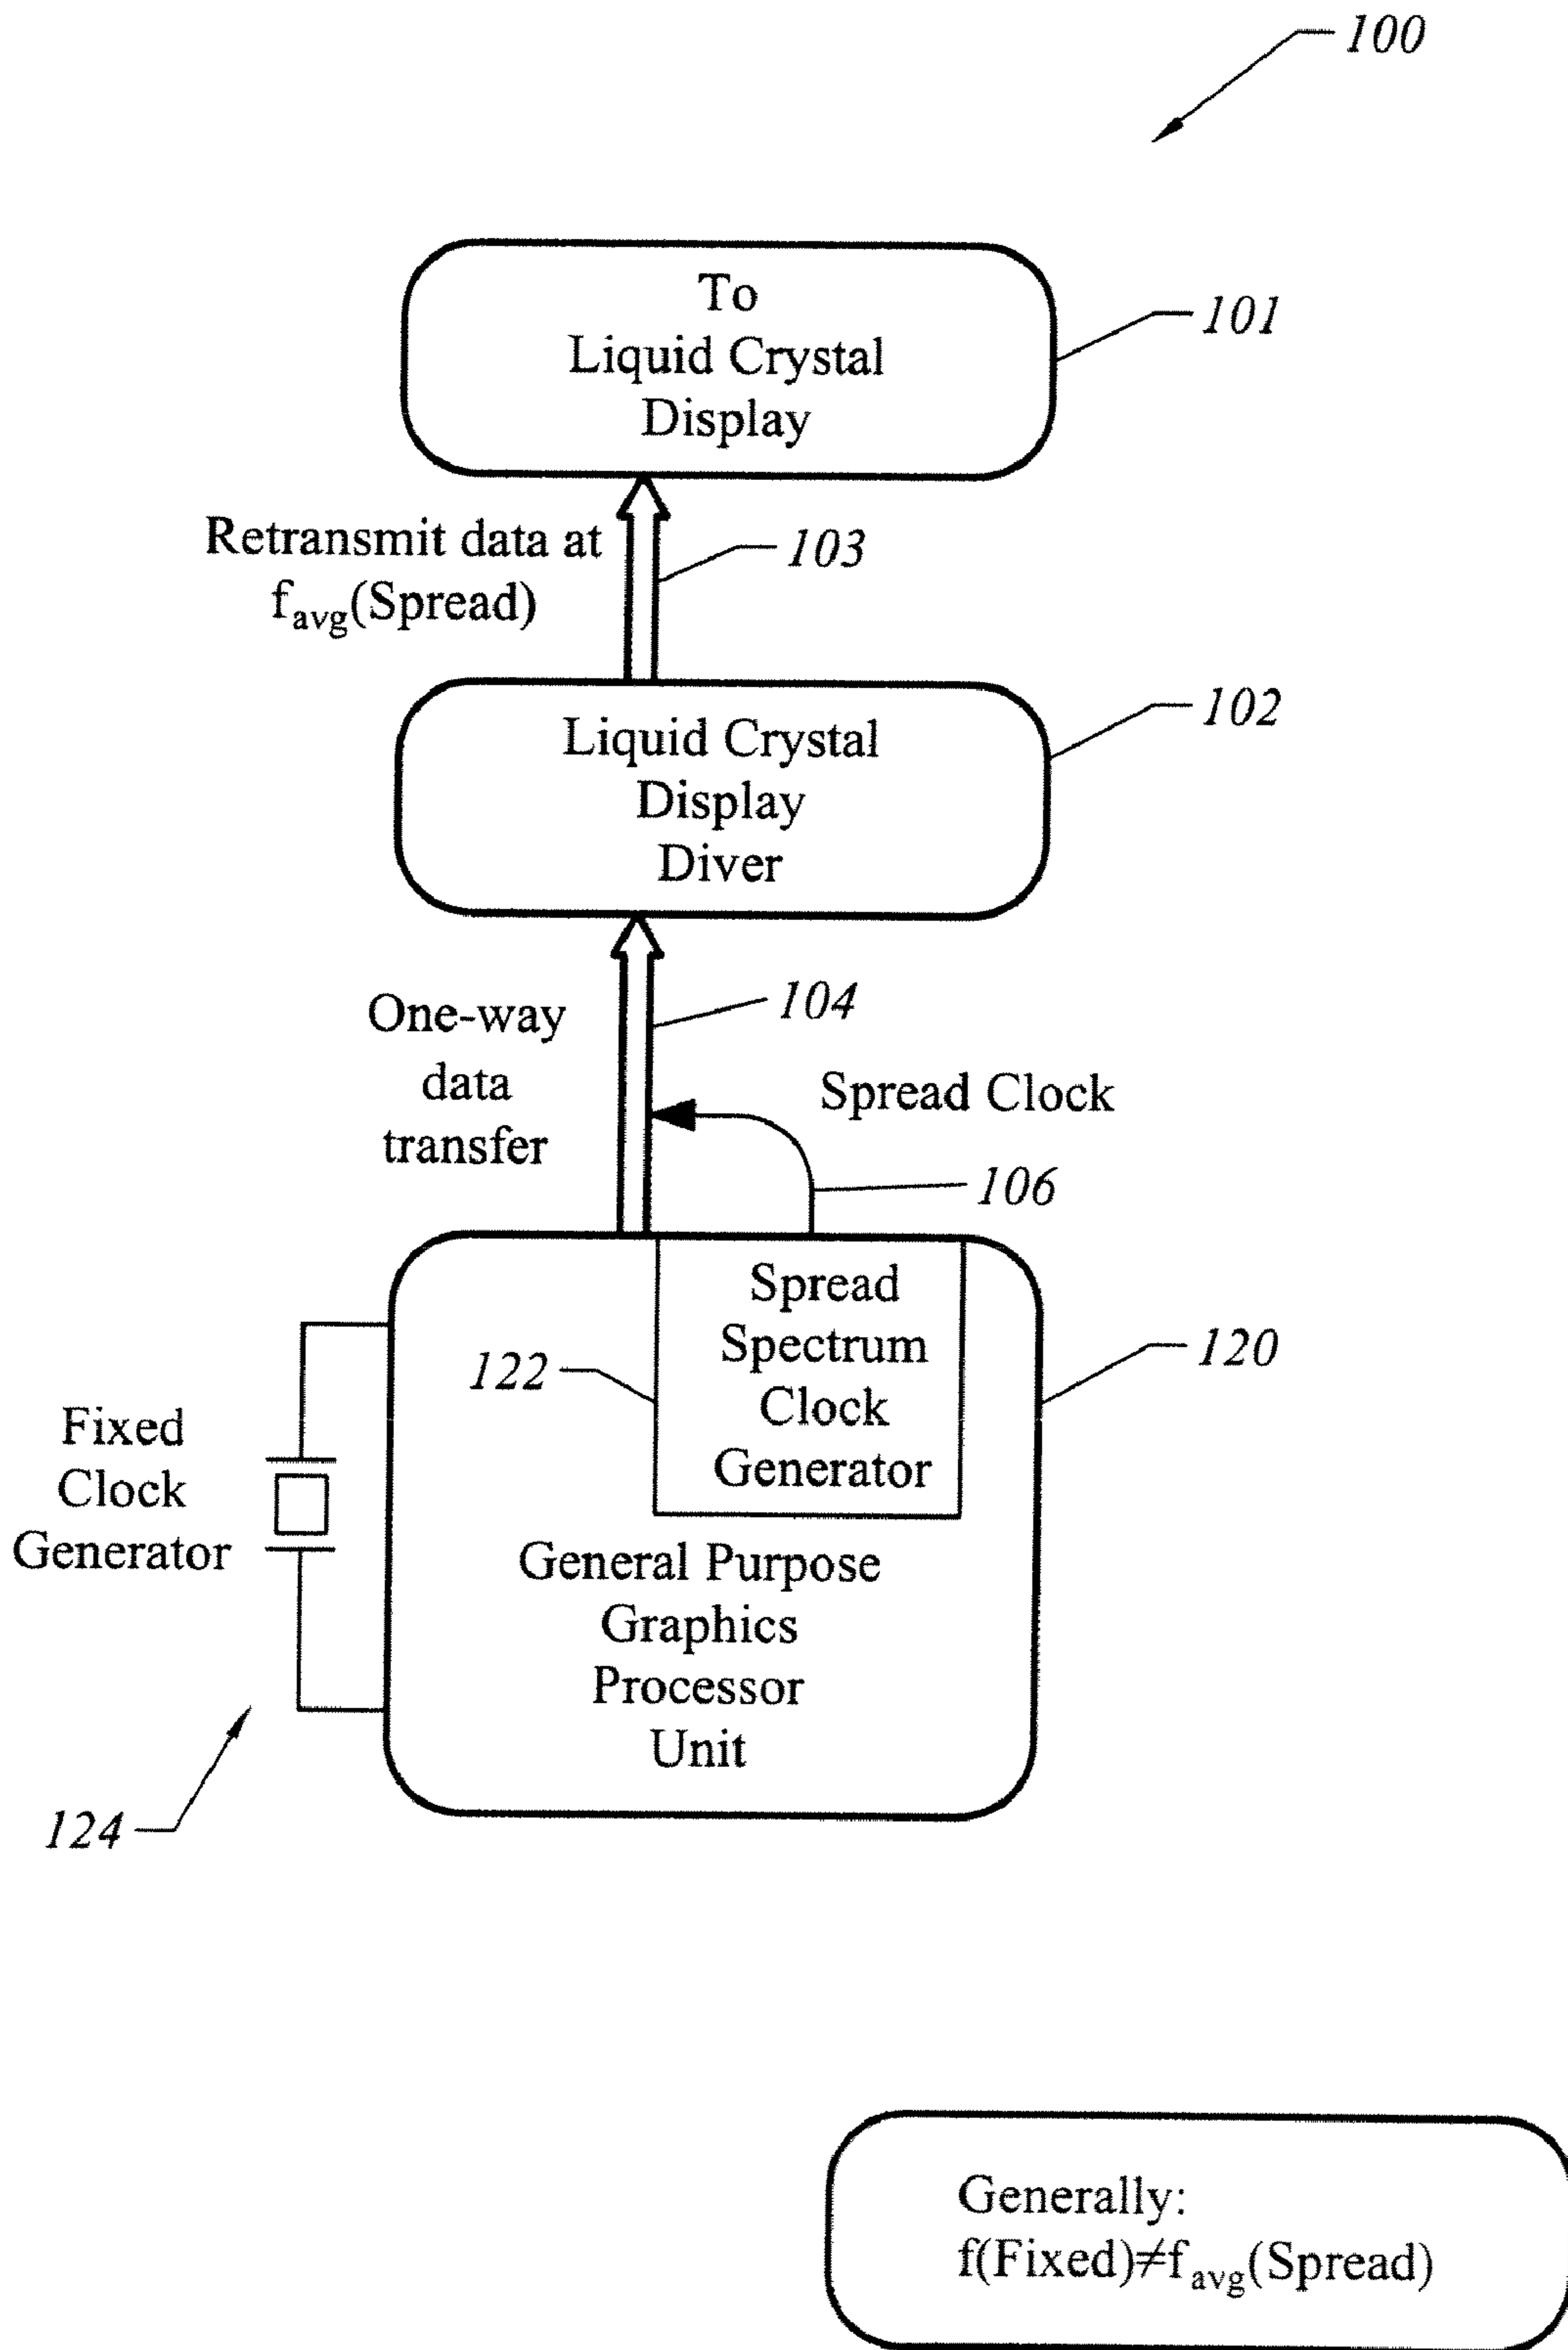 100
To
Liquid Crystal
Display
101
Retransmit data at
favg(Spread)
103
Liquid Crystal
Display
Diver
102
One-way
data
transfer
104
Spread Clock
106
Spread
Spectrum
Clock
Generator
122
120
Fixed
Clock
Generator
General Purpose
Graphics
Processor
Unit
124
Generally:
f(Fixed)≠favg(Spread)